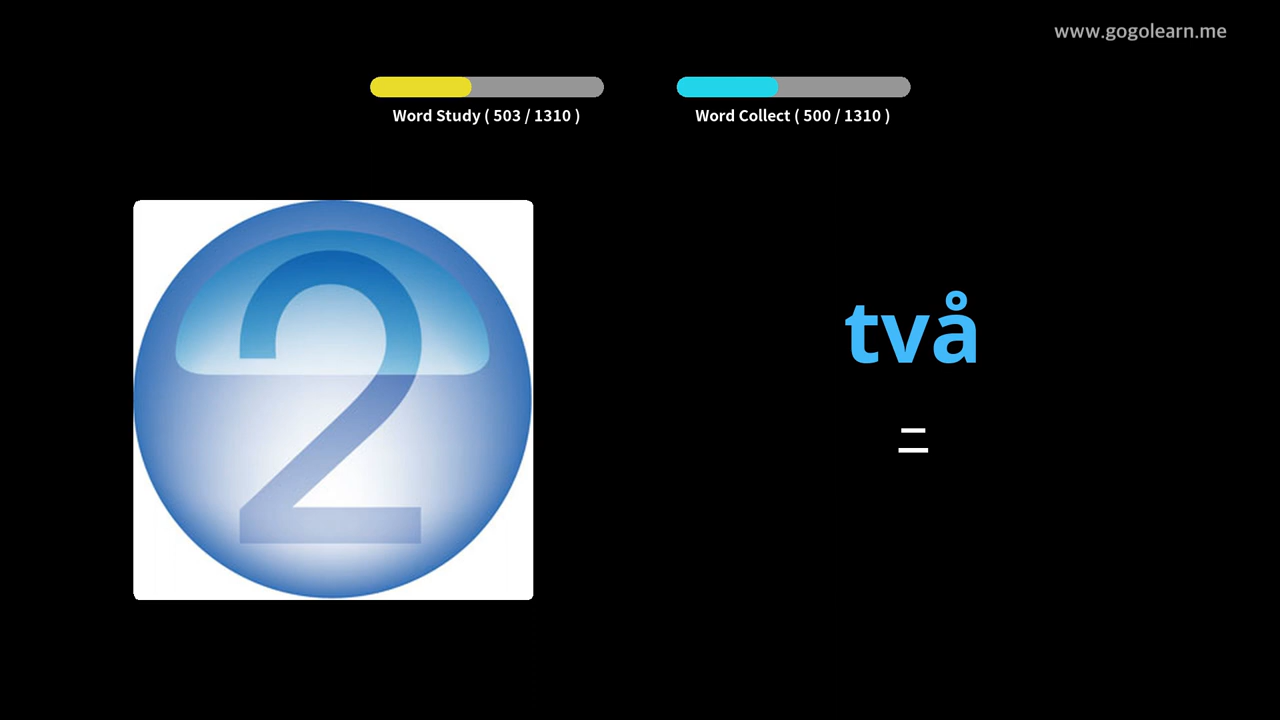 www.gogolearn.me
Word Study ( 503 / 1310 )
Word Collect ( 500 / 1310 )
2
två
二